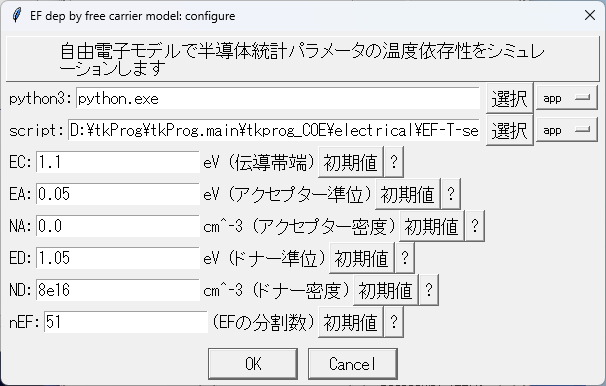 EF dep by free carrier model: configure
自由電子モデルで半導体統計パラメータの温度依存性をシミュレ
ーションします
python3: python.exe 選択 app
script: D:¥tkProg¥tkProg.main¥tkprog_COE¥electrical¥EF-T-se 選択 app
EC: 1.1 eV (伝導帯端) 初期値 ?
EA: 0.05 eV (アクセプター準位) 初期値 ?
NA: 0.0 cm^-3 (アクセプター密度) 初期値 ?
ED: 1.05 eV (ドナー準位) 初期値 ?
ND: 8e16 cm^-3 (ドナー密度) 初期値 ?
nEF: 51 (EFの分割数) 初期値 ?
OK Cancel